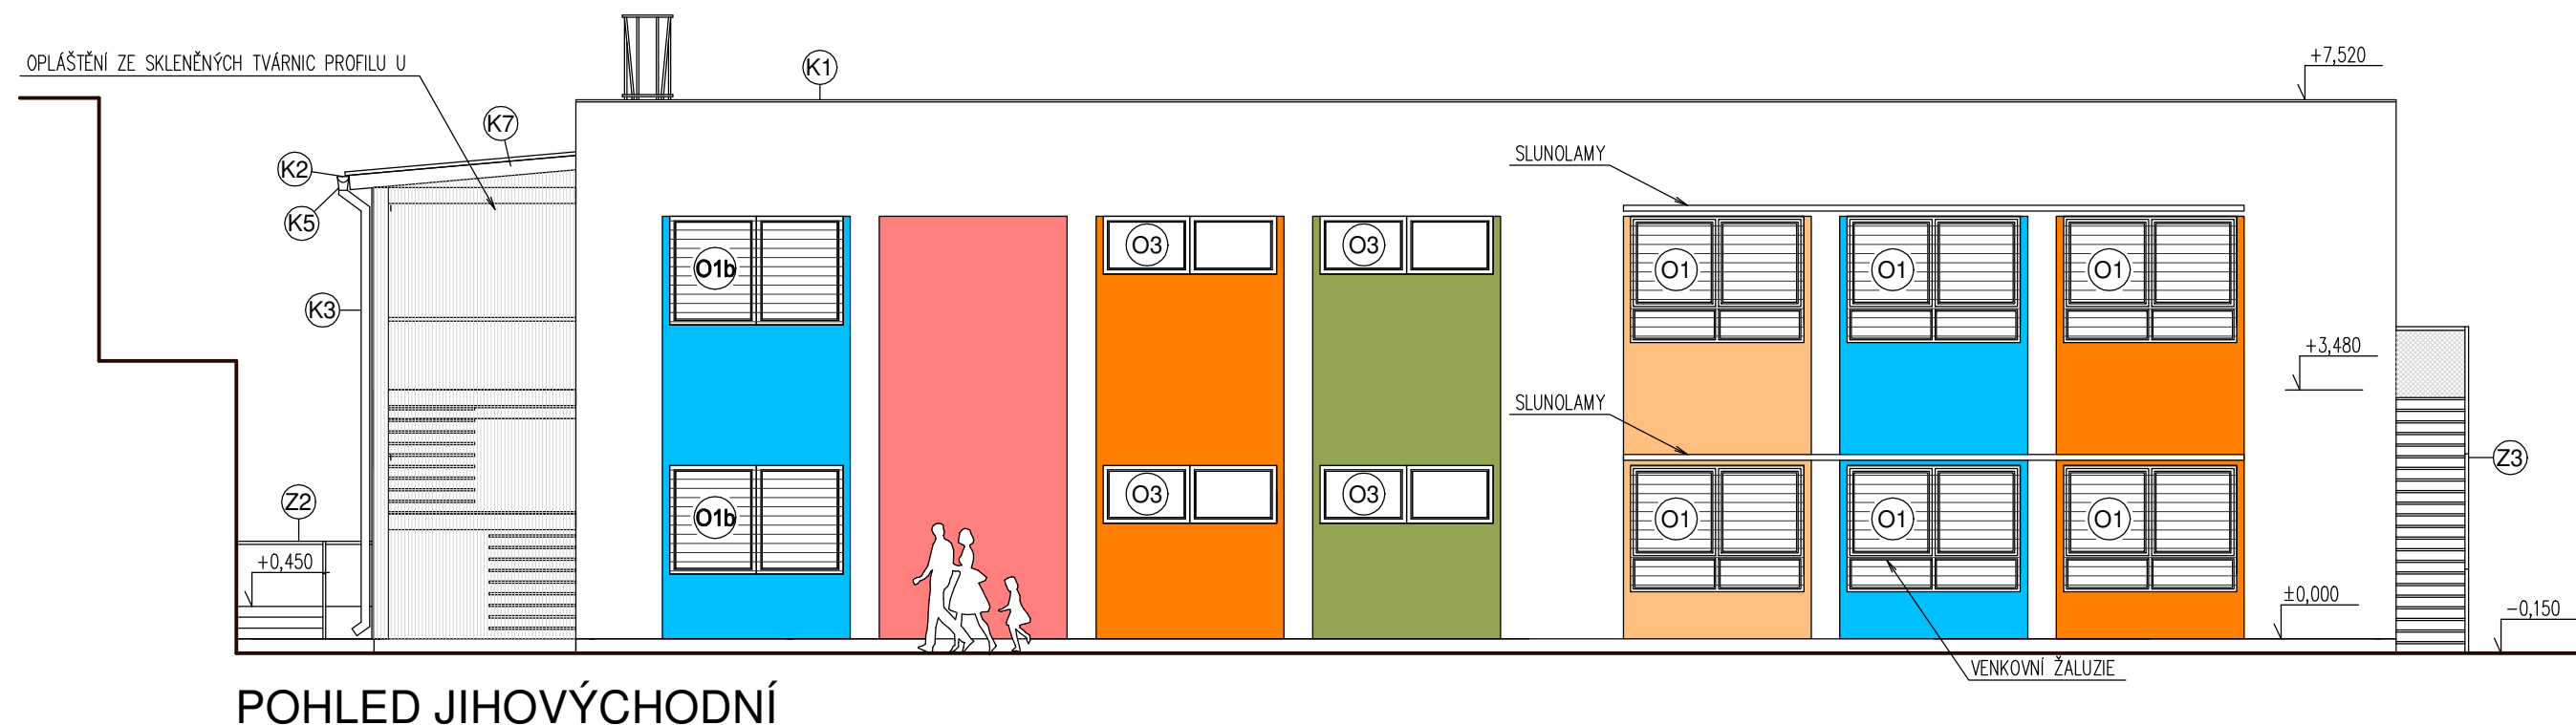 OPLÁŠTĚNÍ ZE SKLENĚNÝCH TVÁRNIC PROFILU U
K1
+7,520
K7
K2
K5
SLUNOLAMY
O3
O3
O1b
O1
O1
O1
K3
+3,480
SLUNOLAMY
Z3
Z2
O3
O3
O1b
O1
O1
O1
+0,450
±0,000
-0,150
VENKOVNÍ ŽALUZIE
POHLED JIHOVÝCHODNÍ